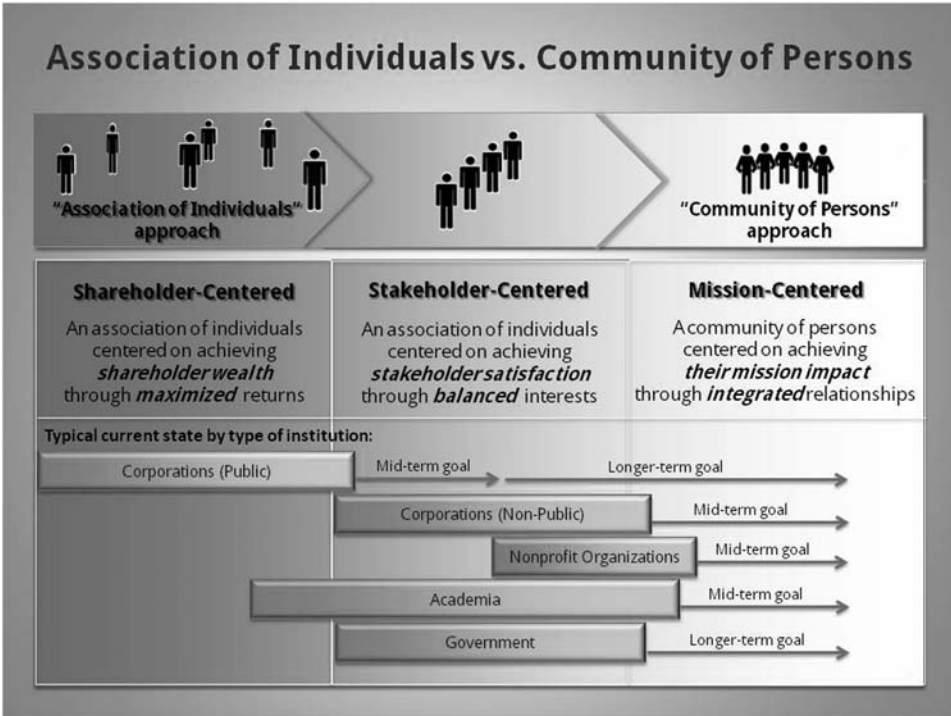 Association of Individuals vs. Community of Persons
"Association of Individuals"
approach
"Community of Persons"
approach
Shareholder-Centered
An association of individuals
centered on achieving
shareholder wealth
through maximized returns
Stakeholder-Centered
An association of individuals
centered on achieving
stakeholder satisfaction
through balanced interests
Mission-Centered
A community of persons
centered on achieving
their mission impact
through integrated relationships
Typical current state by type of institution:
Corporations (Public)
Mid-term goal
Longer-term goal
Corporations (Non-Public)
Mid-term goal
Nonprofit Organizations
Mid-term goal
Academia
Mid-term goal
Government
Longer-term goal